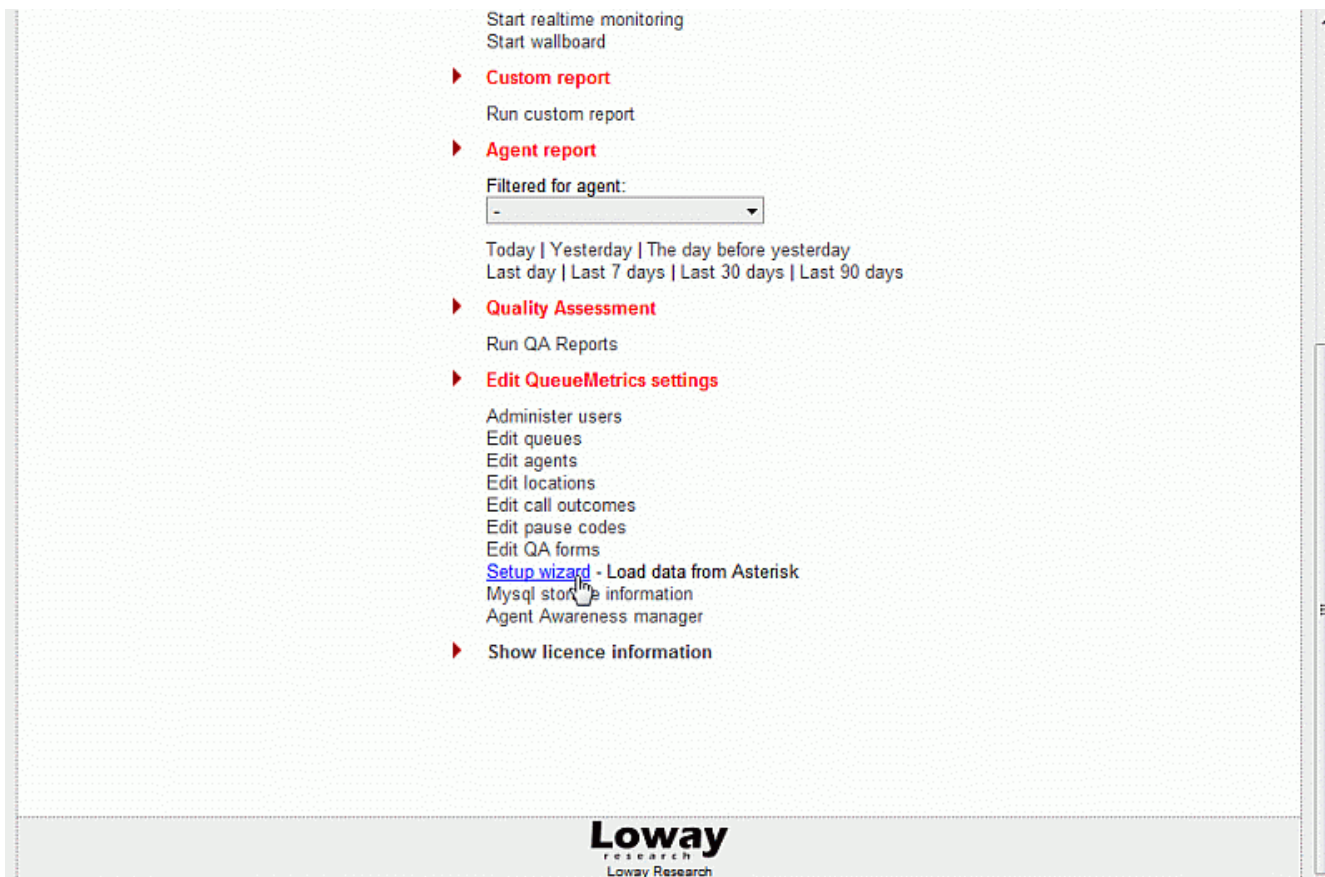 Start realtime monitoring
Start wallboard
Custom report
Run custom report
Agent report
Filtered for agent:
-
Today | Yesterday | The day before yesterday
Last day | Last 7 days | Last 30 days | Last 90 days
Quality Assessment
Run QA Reports
Edit QueueMetrics settings
Administer users
Edit queues
Edit agents
Edit locations
Edit call outcomes
Edit pause codes
Edit QA forms
Setup wizard - Load data from Asterisk
Mysql information
Agent Awareness manager
Show licence information
Loway
research
Loway Research